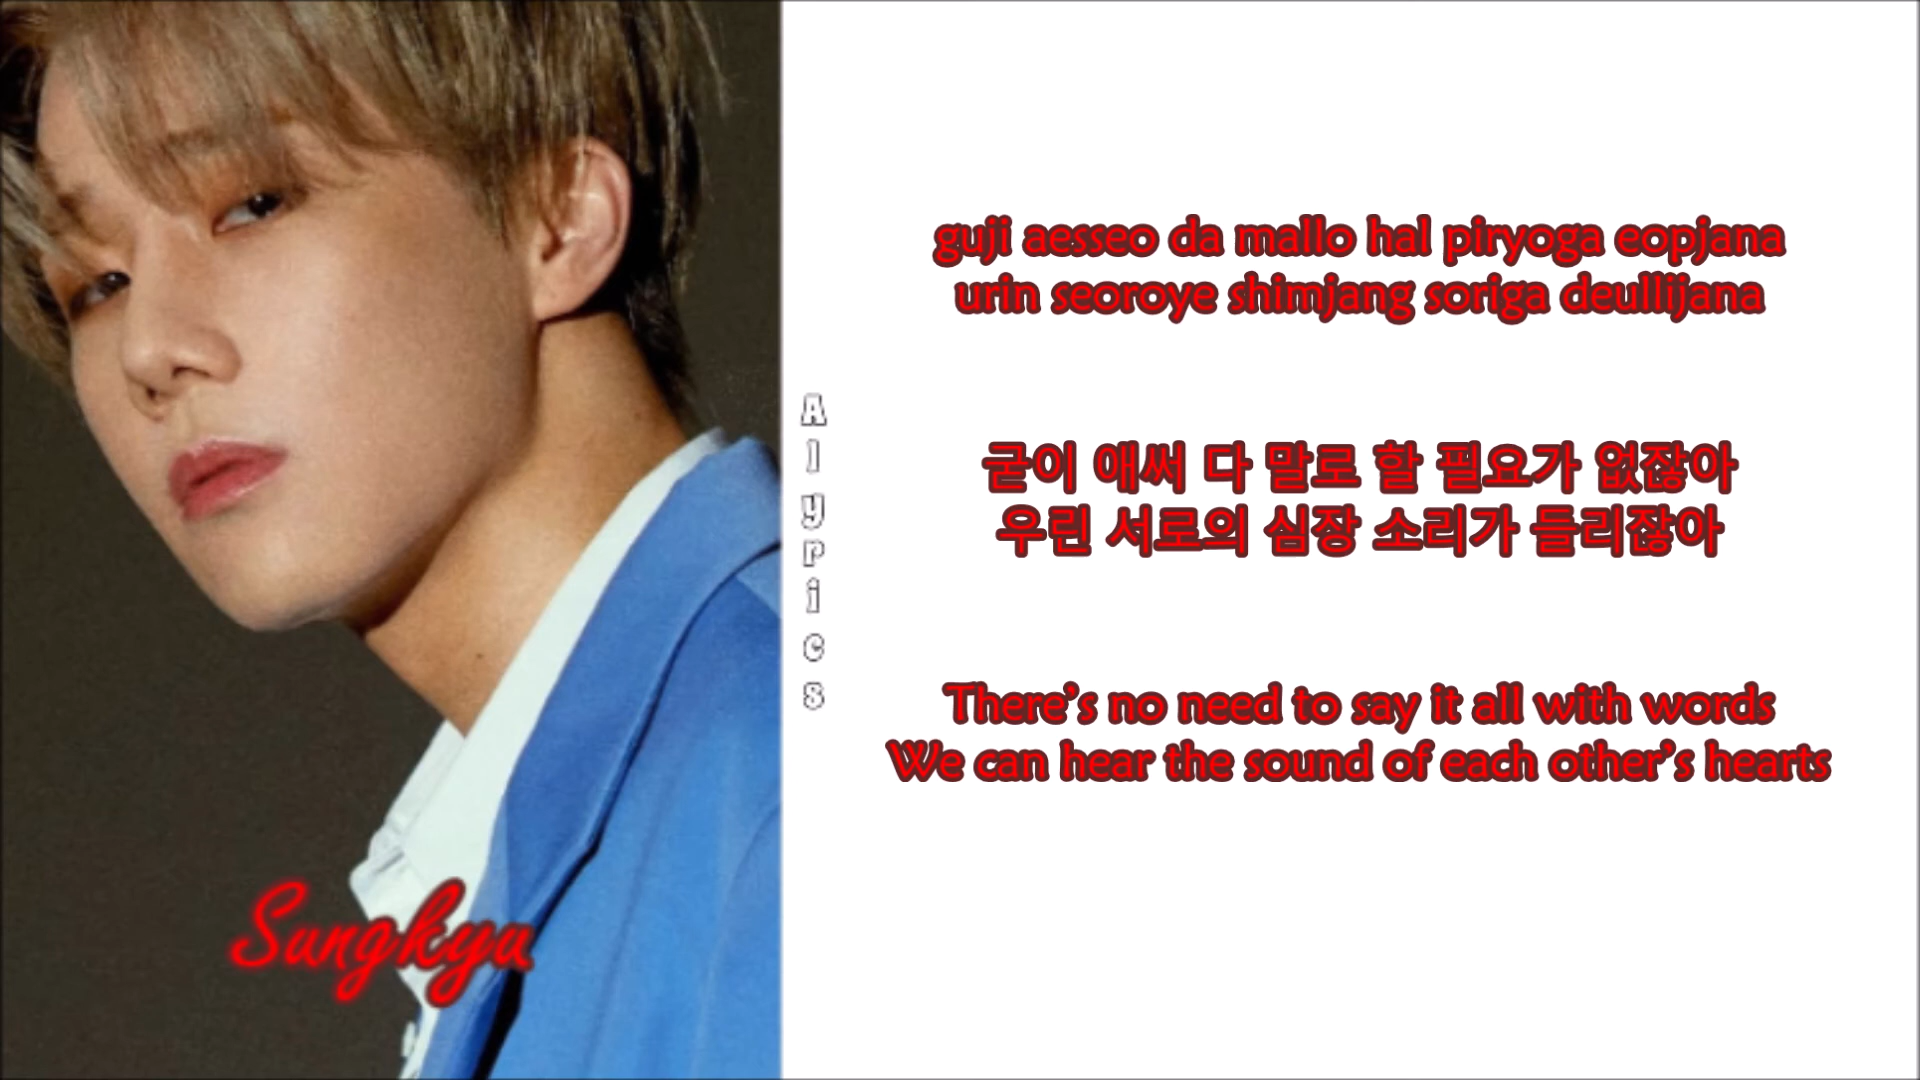 guji aesseo da mallo hal piryoga eopjana
urin seoroye shimjang soriga deullijana
굳이 애써 다 말로 할 필요가 없잖아
우린 서로의 심장 소리가 들리잖아
There's no need to say it all with words
We can hear the sound of each other's hearts
Alyrics
Sungkyu